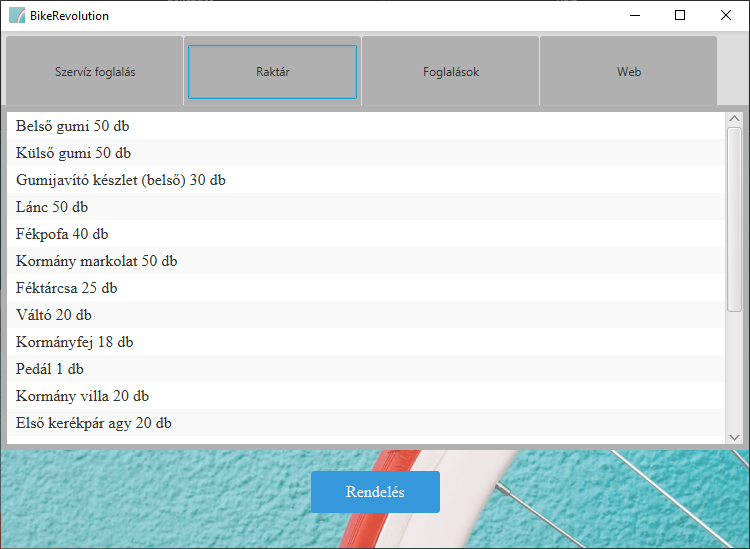 BikeRevolution
Szervíz foglalás
Raktár
Foglalások
Web
Belső gumi 50 db
Külső gumi 50 db
Gumijavító készlet (belső) 30 db
Lánc 50 db
Fékpofa 40 db
Kormány markolat 50 db
Féktárcsa 25 db
Váltó 20 db
Kormányfej 18 db
Pedál 1 db
Kormány villa 20 db
Első kerékpár agy 20 db
Rendelés